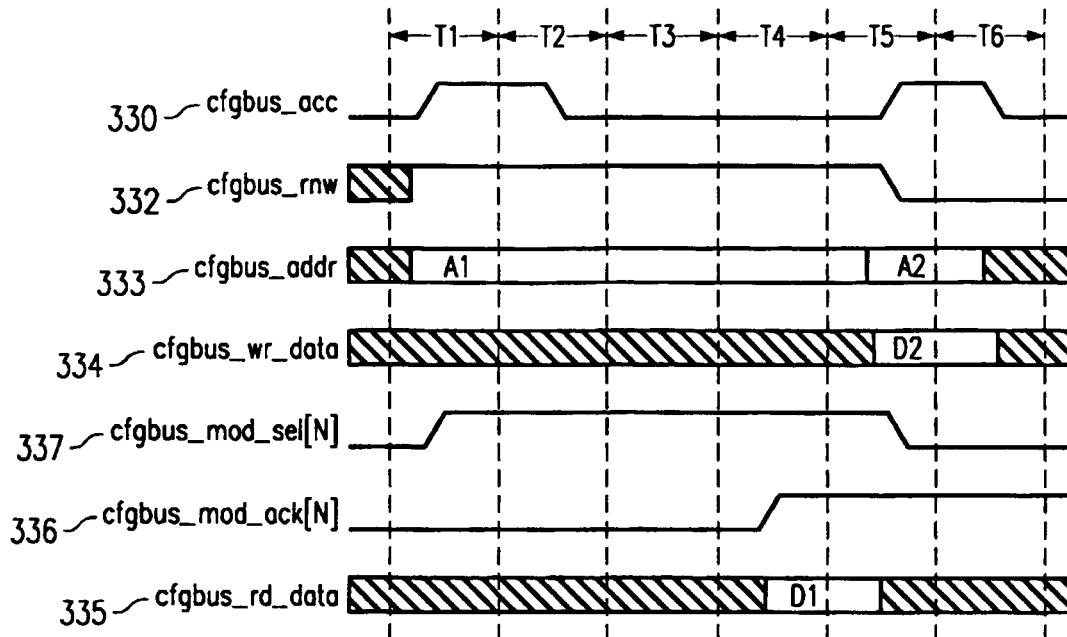 T1 T2 T3 T4 T5 T6
330 cfgbus_acc
332 cfgbus_rnw
333 cfgbus_addr A1 A2
334 cfgbus_wr_data D2
337 cfgbus_mod_sel[N]
336 cfgbus_mod_ack[N]
335 cfgbus_rd_data D1